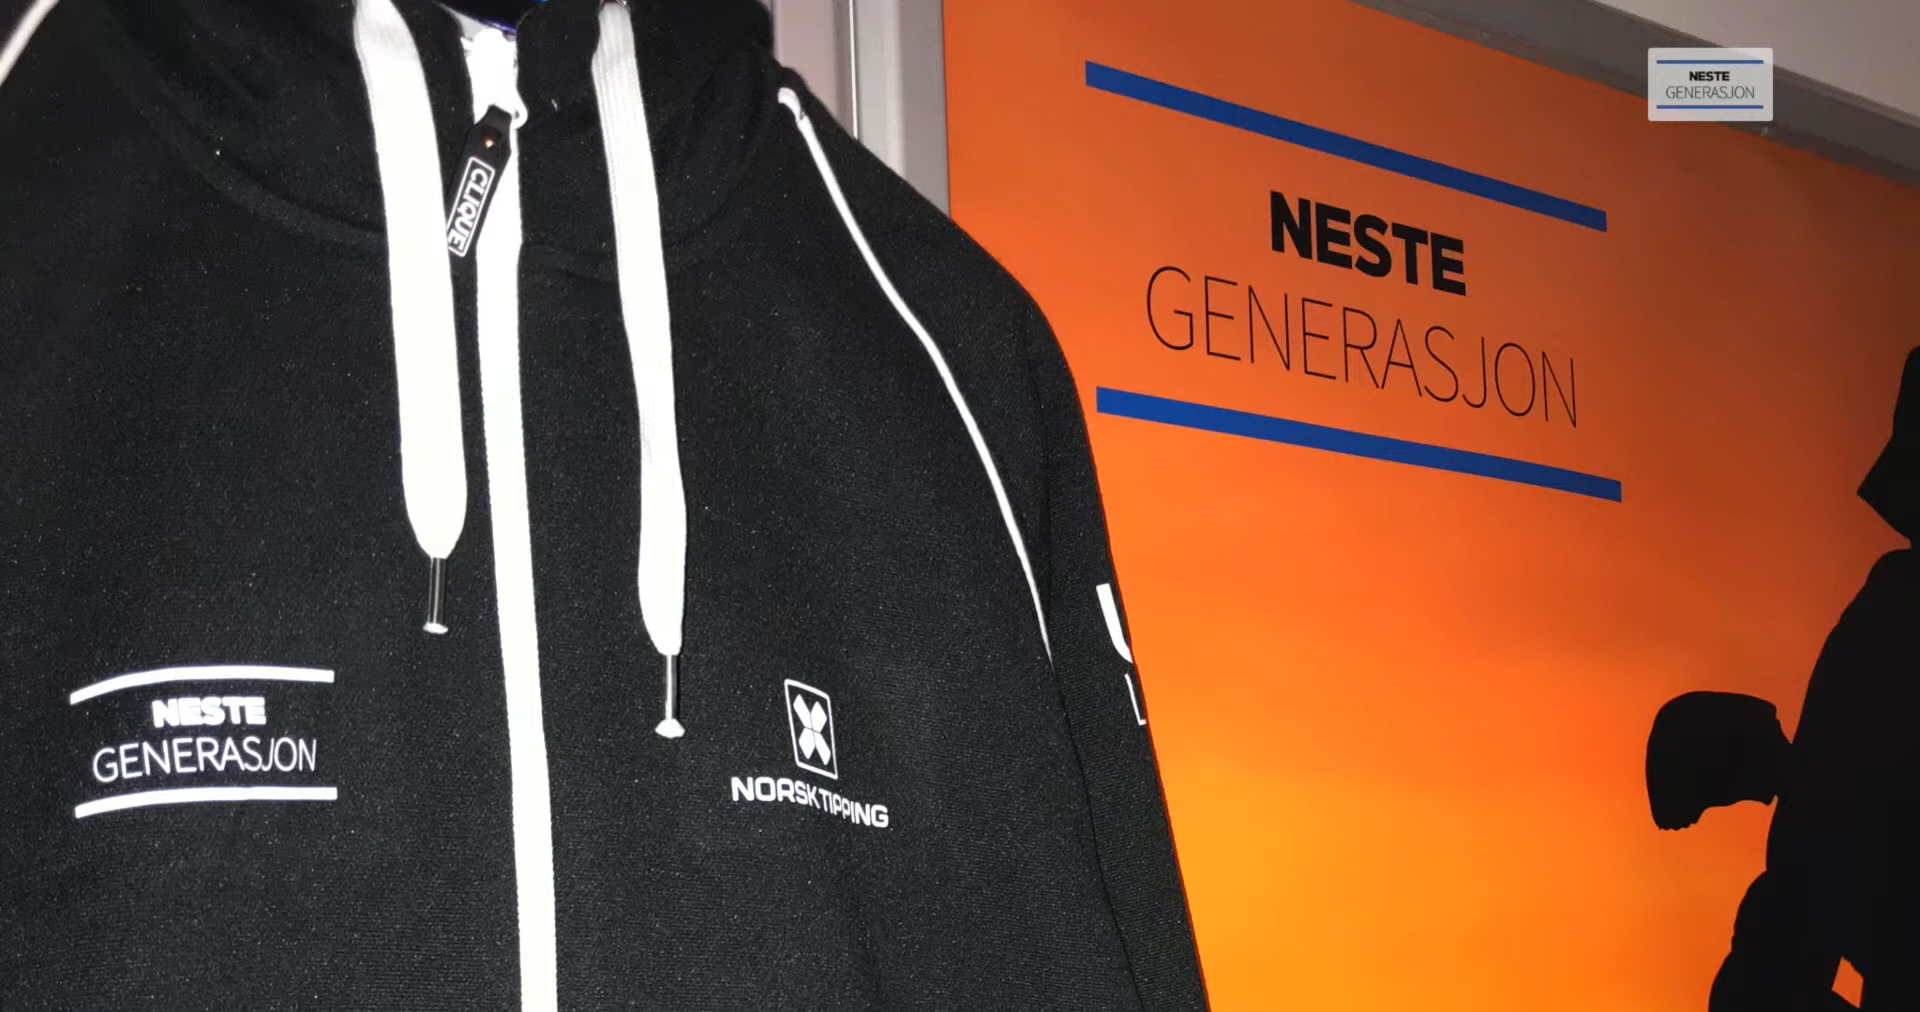 NESTE
GENERASJON
CLIQUE
NESTE
GENERASJON
NESTE
GENERASJON
NORSK TIPPING